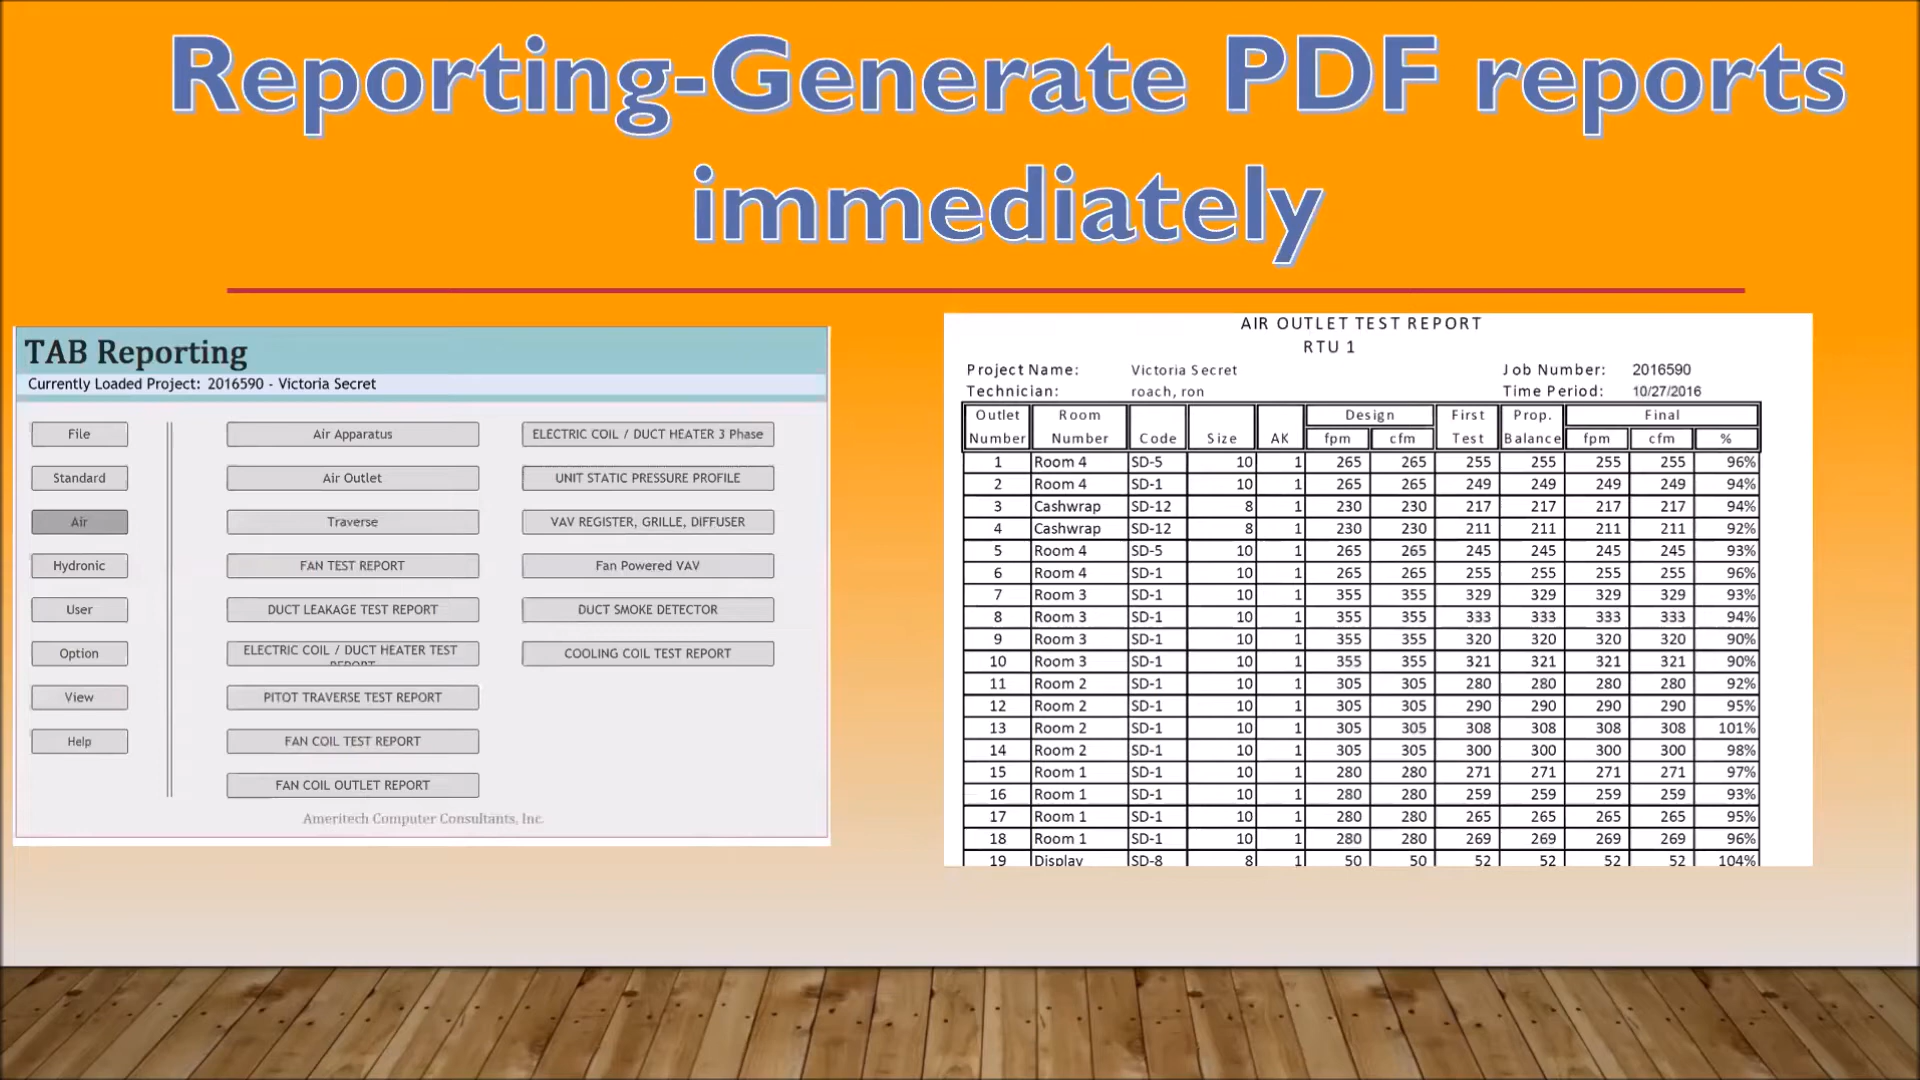 Reporting-Generate PDF reports
immediately
TAB Reporting
Currently Loaded Project: 2016590 - Victoria Secret
File
Standard
Air
Hydronic
User
Option
View
Help
Air Apparatus
Air Outlet
Traverse
FAN TEST REPORT
DUCT LEAKAGE TEST REPORT
ELECTRIC COIL / DUCT HEATER TEST
REPORT
PITOT TRAVERSE TEST REPORT
FAN COIL TEST REPORT
FAN COIL OUTLET REPORT
ELECTRIC COIL / DUCT HEATER 3 Phase
UNIT STATIC PRESSURE PROFILE
VAV REGISTER, GRILLE, DIFFUSER
Fan Powered VAV
DUCT SMOKE DETECTOR
COOLING COIL TEST REPORT
Ameritech Computer Consultants, Inc.
AIR OUTLET TEST REPORT
RTU 1
Project Name: Victoria Secret Job Number: 2016590
Technician: roach, ron Time Period: 10/27/2016
Outlet Room Design First Prop. Final
Number Number Code Size AK fpm cfm Test Balance fpm cfm %
1 Room 4 SD-5 10 1 265 265 255 255 255 255 96%
2 Room 4 SD-1 10 1 265 265 249 249 249 249 94%
3 Cashwrap SD-12 8 1 230 230 217 217 217 217 94%
4 Cashwrap SD-12 8 1 230 230 211 211 211 211 92%
5 Room 4 SD-5 10 1 265 265 245 245 245 245 93%
6 Room 4 SD-1 10 1 265 265 255 255 255 255 96%
7 Room 3 SD-1 10 1 355 355 329 329 329 329 93%
8 Room 3 SD-1 10 1 355 355 333 333 333 333 94%
9 Room 3 SD-1 10 1 355 355 320 320 320 320 90%
10 Room 3 SD-1 10 1 355 355 321 321 321 321 90%
11 Room 2 SD-1 10 1 305 305 280 280 280 280 92%
12 Room 2 SD-1 10 1 305 305 290 290 290 290 95%
13 Room 2 SD-1 10 1 305 305 308 308 308 308 101%
14 Room 2 SD-1 10 1 305 305 300 300 300 300 98%
15 Room 1 SD-1 10 1 280 280 271 271 271 271 97%
16 Room 1 SD-1 10 1 280 280 259 259 259 259 93%
17 Room 1 SD-1 10 1 280 280 265 265 265 265 95%
18 Room 1 SD-1 10 1 280 280 269 269 269 269 96%
19 Display SD-8 8 1 50 50 52 52 52 52 104%